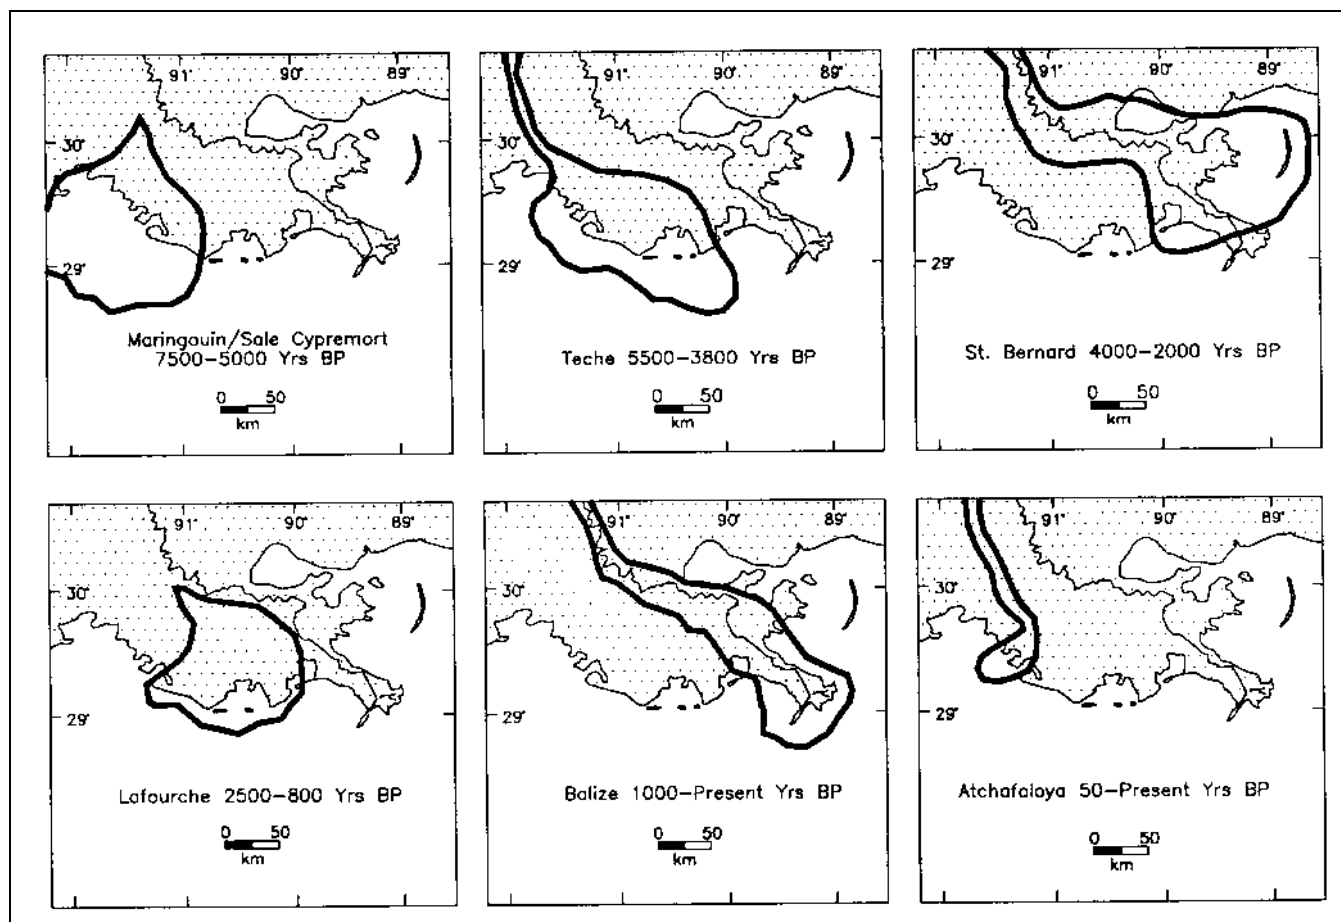 91° 90° 89°
30°
29°
Maringouin/Sale Cypremort
7500-5000 Yrs BP
0 50
km
91° 90° 89°
30°
29°
Teche 5500-3800 Yrs BP
0 50
km
91° 90° 89°
30°
29°
St. Bernard 4000-2000 Yrs BP
0 50
km
91° 90° 89°
30°
29°
Lafourche 2500-800 Yrs BP
0 50
km
91° 90° 89°
30°
29°
Balize 1000-Present Yrs BP
0 50
km
91° 90° 89°
30°
29°
Atchafalaya 50-Present Yrs BP
0 50
km